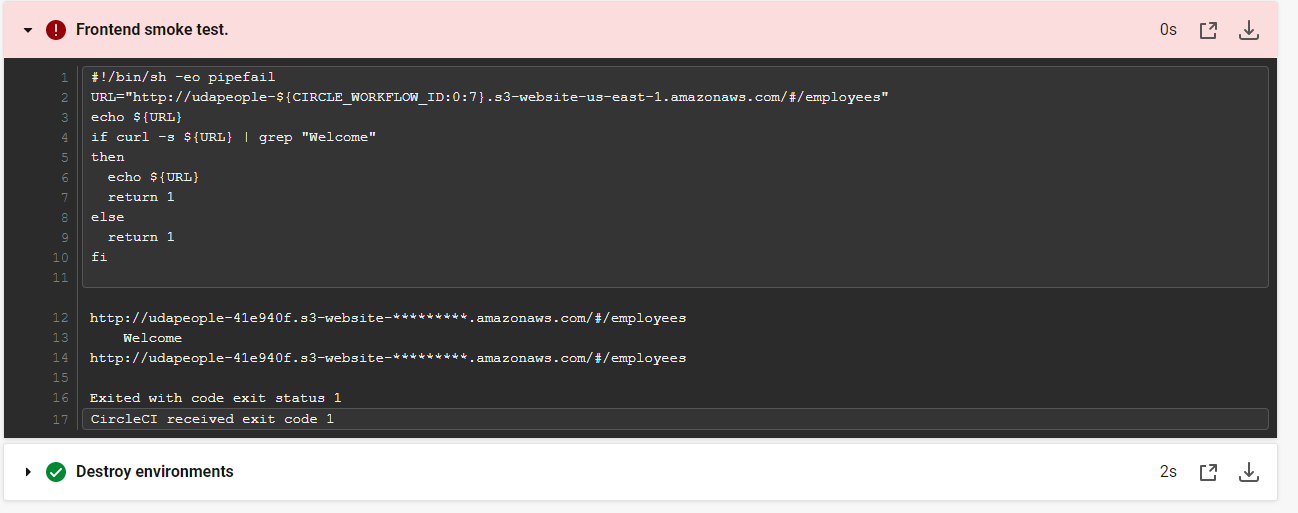 Frontend smoke test.
0s
1 #!/bin/sh -eo pipefail
2 URL="http://udapeople-${CIRCLE_WORKFLOW_ID:0:7}.s3-website-us-east-1.amazonaws.com/#/employees"
3 echo ${URL}
4 if curl -s ${URL} | grep "Welcome"
5 then
6   echo ${URL}
7   return 1
8 else
9   return 1
10 fi
11
12 http://udapeople-41e940f.s3-website-*********.amazonaws.com/#/employees
13     Welcome
14 http://udapeople-41e940f.s3-website-*********.amazonaws.com/#/employees
15
16 Exited with code exit status 1
17 CircleCI received exit code 1
Destroy environments
2s